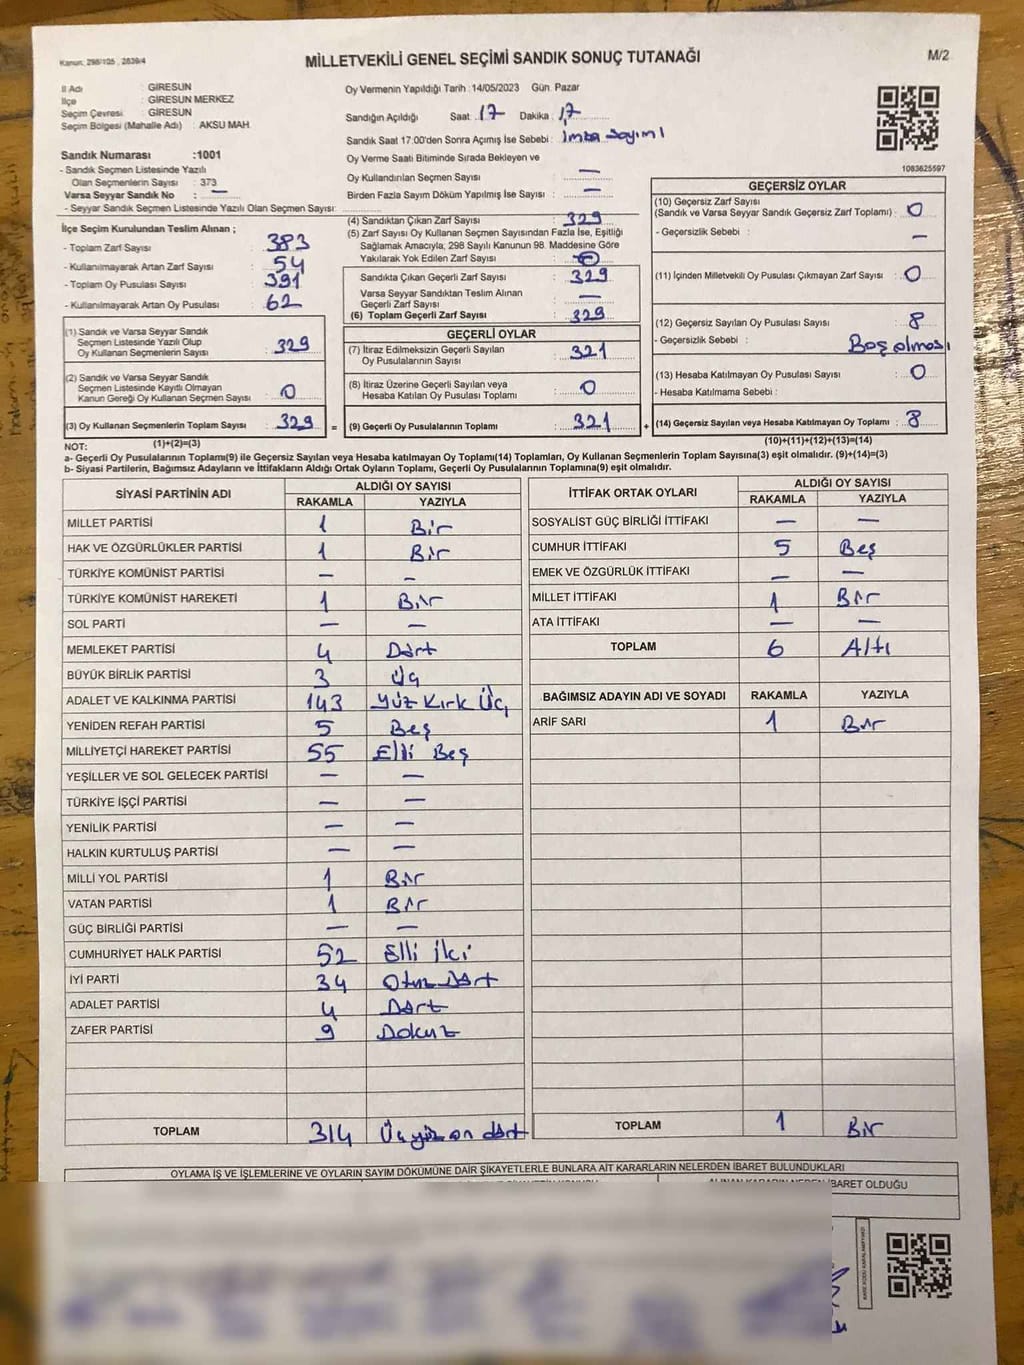 Kanun: 298/105 , 2839/4
MİLLETVEKİLİ GENEL SEÇİMİ SANDIK SONUÇ TUTANAĞI
M/2
İl Adı : GİRESUN
İlçe : GİRESUN MERKEZ
Seçim Çevresi : GİRESUN
Seçim Bölgesi (Mahalle Adı) : AKSU MAH.
Oy Vermenin Yapıldığı Tarih :14/05/2023 Gün: Pazar
Sandığın Açıldığı Saat : 17 Dakika : 17
Sandık Saat 17.00'den Sonra Açımış İse Sebebi : İmza Sayımı
Oy Verme Saati Bitiminde Sırada Bekleyen ve
Oy Kullandırılan Seçmen Sayısı : —
Birden Fazla Sayım Döküm Yapılmış İse Sayısı : —
1083625597
Sandık Numarası :1001
- Sandık Seçmen Listesinde Yazılı
Olan Seçmenlerin Sayısı : 373
Varsa Seyyar Sandık No : —
- Seyyar Sandık Seçmen Listesinde Yazılı Olan Seçmen Sayısı:
İlçe Seçim Kurulundan Teslim Alınan ;
- Toplam Zarf Sayısı : 383
- Kullanılmayarak Artan Zarf Sayısı : 54
- Toplam Oy Pusulası Sayısı : 391
- Kullanılmayarak Artan Oy Pusulası : 62
(1) Sandık ve Varsa Seyyar Sandık
Seçmen Listesinde Yazılı Olup
Oy Kullanan Seçmenlerin Sayısı : 329
(2) Sandık ve Varsa Seyyar Sandık
Seçmen Listesinde Kayıtlı Olmayan
Kanun Gereği Oy Kullanan Seçmen Sayısı : 0
(3) Oy Kullanan Seçmenlerin Toplam Sayısı : 329 =
(1)+(2)=(3)
(4) Sandıktan Çıkan Zarf Sayısı : 329
(5) Zarf Sayısı Oy Kullanan Seçmen Sayısından Fazla İse, Eşitliği
Sağlamak Amacıyla; 298 Sayılı Kanunun 98. Maddesine Göre
Yakılarak Yok Edilen Zarf Sayısı : 0
Sandıkta Çıkan Geçerli Zarf Sayısı : 329
Varsa Seyyar Sandıktan Teslim Alınan
Geçerli Zarf Sayısı : —
(6) Toplam Geçerli Zarf Sayısı : 329
GEÇERLİ OYLAR
(7) İtiraz Edilmeksizin Geçerli Sayılan
Oy Pusulalarının Sayısı : 321
(8) İtiraz Üzerine Geçerli Sayılan veya
Hesaba Katılan Oy Pusulası Toplamı : 0
(9) Geçerli Oy Pusulalarının Toplamı : 321 +
GEÇERSİZ OYLAR
(10) Geçersiz Zarf Sayısı
(Sandık ve Varsa Seyyar Sandık Geçersiz Zarf Toplamı) : 0
- Geçersizlik Sebebi : —
(11) İçinden Milletvekili Oy Pusulası Çıkmayan Zarf Sayısı : 0
(12) Geçersiz Sayılan Oy Pusulası Sayısı : 8
- Geçersizlik Sebebi : Boş olması
(13) Hesaba Katılmayan Oy Pusulası Sayısı : 0
- Hesaba Katılmama Sebebi :
(14) Geçersiz Sayılan veya Hesaba Katılmayan Oy Toplamı : 8
(10)+(11)+(12)+(13)=(14)
NOT:
a- Geçerli Oy Pusulalarının Toplamı(9) ile Geçersiz Sayılan veya Hesaba katılmayan Oy Toplamı(14) Toplamları, Oy Kullanan Seçmenlerin Toplam Sayısına(3) eşit olmalıdır. (9)+(14)=(3)
b- Siyasi Partilerin, Bağımsız Adayların ve İttifakların Aldığı Ortak Oyların Toplamı, Geçerli Oy Pusulalarının Toplamına(9) eşit olmalıdır.
SİYASİ PARTİNİN ADI ALDIĞI OY SAYISI
RAKAMLA YAZIYLA
MİLLET PARTİSİ 1 Bir
HAK VE ÖZGÜRLÜKLER PARTİSİ 1 Bir
TÜRKİYE KOMÜNİST PARTİSİ — —
TÜRKİYE KOMÜNİST HAREKETİ 1 Bir
SOL PARTİ — —
MEMLEKET PARTİSİ 4 Dört
BÜYÜK BİRLİK PARTİSİ 3 Üç
ADALET VE KALKINMA PARTİSİ 143 Yüz Kırk Üç
YENİDEN REFAH PARTİSİ 5 Beş
MİLLİYETÇİ HAREKET PARTİSİ 55 Elli Beş
YEŞİLLER VE SOL GELECEK PARTİSİ — —
TÜRKİYE İŞÇİ PARTİSİ — —
YENİLİK PARTİSİ — —
HALKIN KURTULUŞ PARTİSİ — —
MİLLİ YOL PARTİSİ 1 Bir
VATAN PARTİSİ 1 Bir
GÜÇ BİRLİĞİ PARTİSİ — —
CUMHURİYET HALK PARTİSİ 52 Elli İki
İYİ PARTİ 34 Otuz Dört
ADALET PARTİSİ 4 Dört
ZAFER PARTİSİ 9 Dokuz
TOPLAM 314 Üçyüz on dört
İTTİFAK ORTAK OYLARI ALDIĞI OY SAYISI
RAKAMLA YAZIYLA
SOSYALİST GÜÇ BİRLİĞİ İTTİFAKI — —
CUMHUR İTTİFAKI 5 Beş
EMEK VE ÖZGÜRLÜK İTTİFAKI — —
MİLLET İTTİFAKI 1 Bir
ATA İTTİFAKI — —
TOPLAM 6 Altı
BAĞIMSIZ ADAYIN ADI VE SOYADI RAKAMLA YAZIYLA
ARİF SARI 1 Bir
TOPLAM 1 Bir
OYLAMA İŞ VE İŞLEMLERİNE VE OYLARIN SAYIM DÖKÜMÜNE DAİR ŞİKAYETLERLE BUNLARA AİT KARARLARIN NELERDEN İBARET BULUNDUKLARI
İBARET OLDUĞU